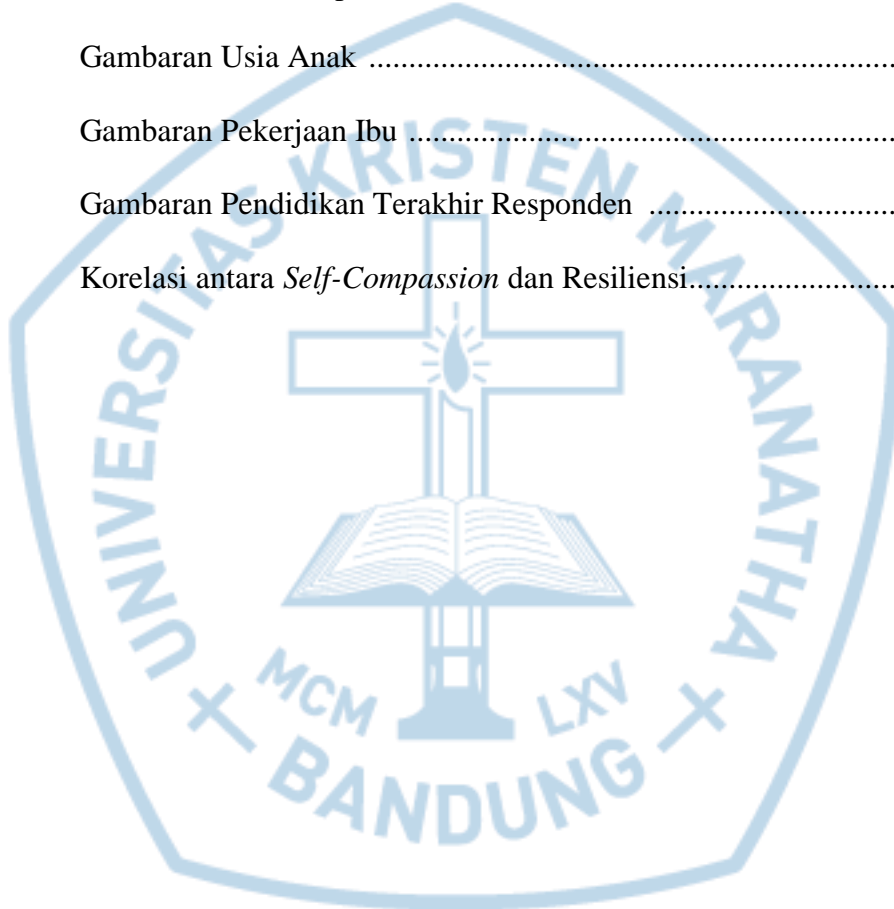 Gambaran Usia Anak ..................................................................
Gambaran Pekerjaan Ibu .............................................................
Gambaran Pendidikan Terakhir Responden ...............................
Korelasi antara Self-Compassion dan Resiliensi..........................
UNIVERSITAS KRISTEN MARANATHA
MCM LXV
BANDUNG